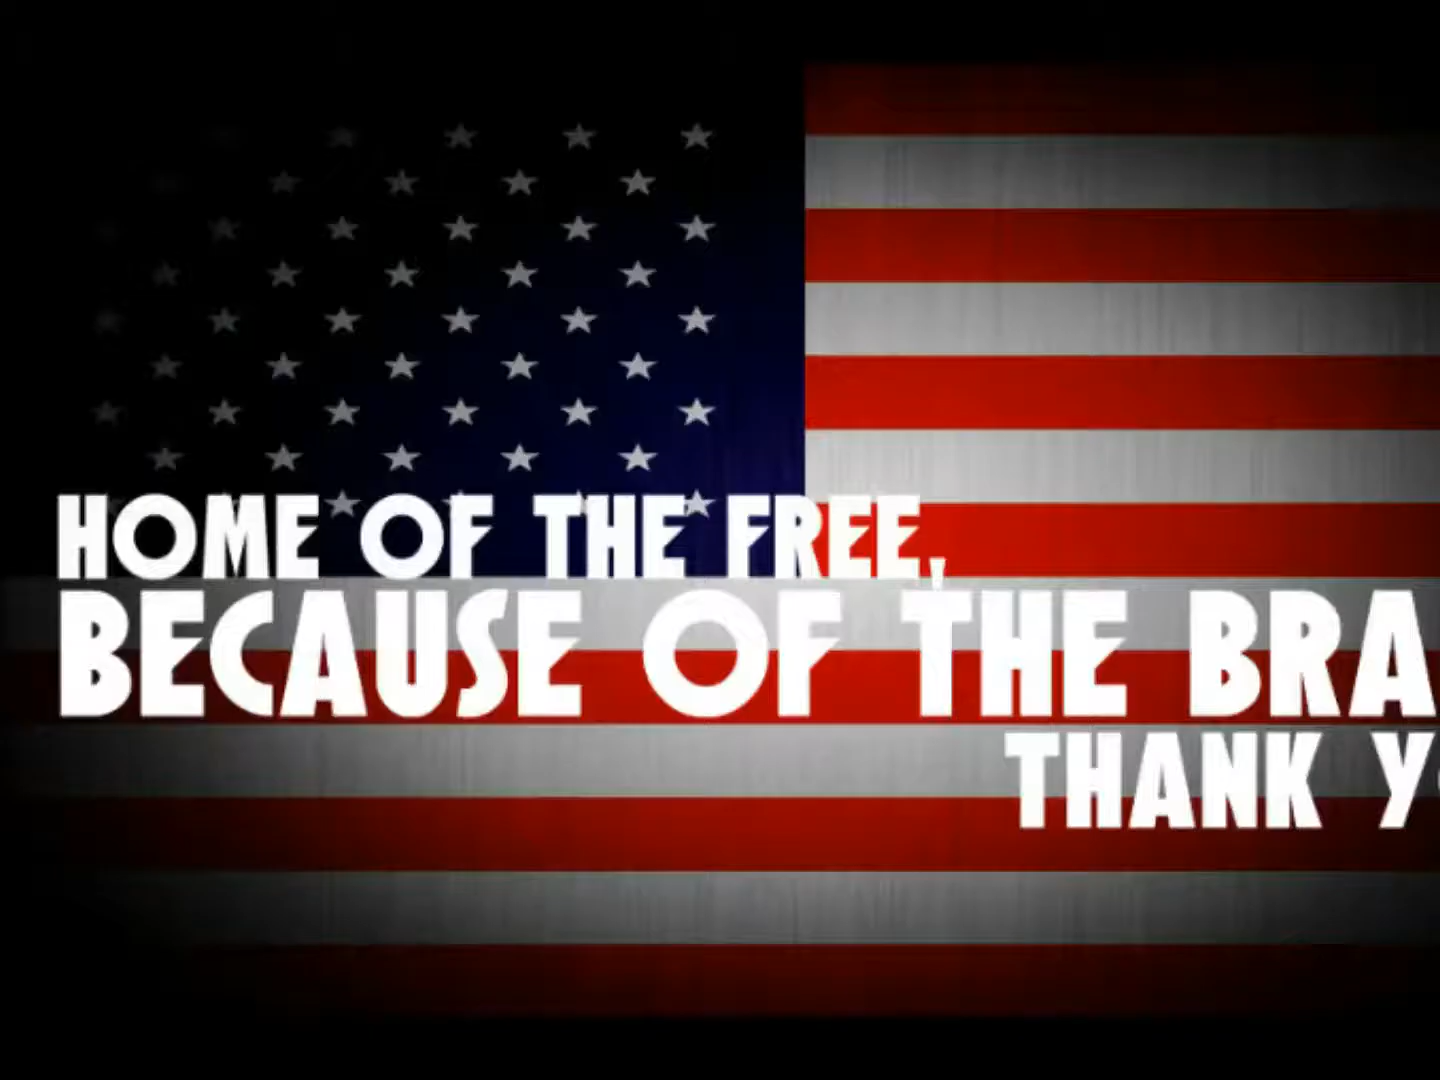 HOME OF THE FREE,
BECAUSE OF THE BRA
THANK Y